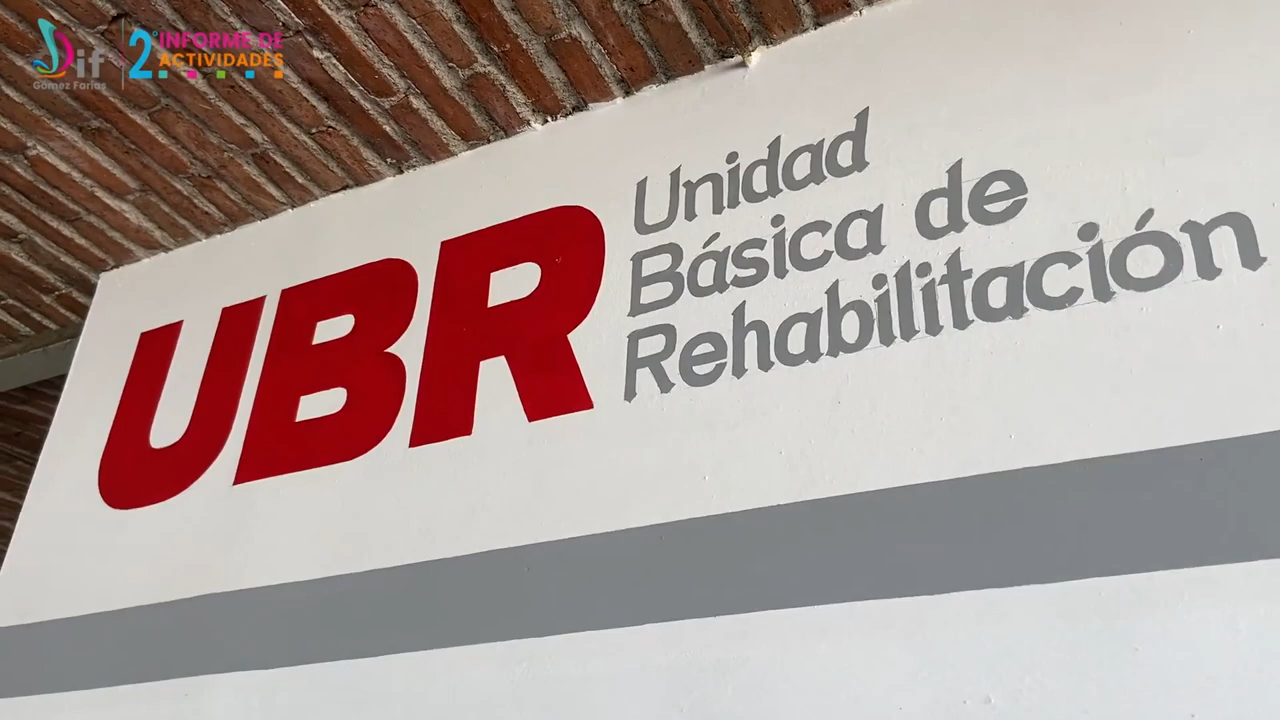 Dif
Gómez Farías
2° INFORME DE
ACTIVIDADES
UBR
Unidad
Básica de
Rehabilitación